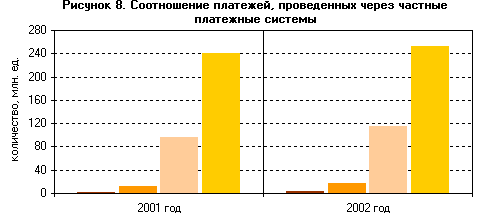 Рисунок 8. Соотношение платежей, проведенных через частные
платежные системы
количество, млн. ед.
280
240
200
160
120
80
40
0
2001 год
2002 год